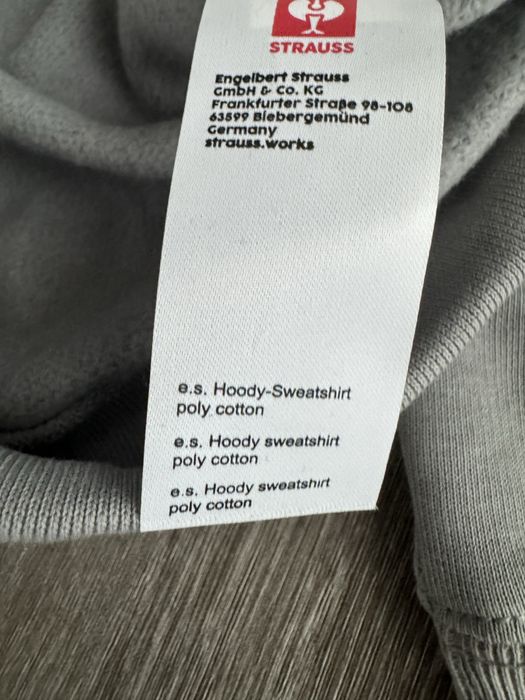 STRAUSS
Engelbert Strauss
GmbH & Co. KG
Frankfurter Straße 98-108
63599 Biebergemünd
Germany
strauss.works
e.s. Hoody-Sweatshirt
poly cotton
e.s. Hoody sweatshirt
poly cotton
e.s. Hoody sweatshirt
poly cotton